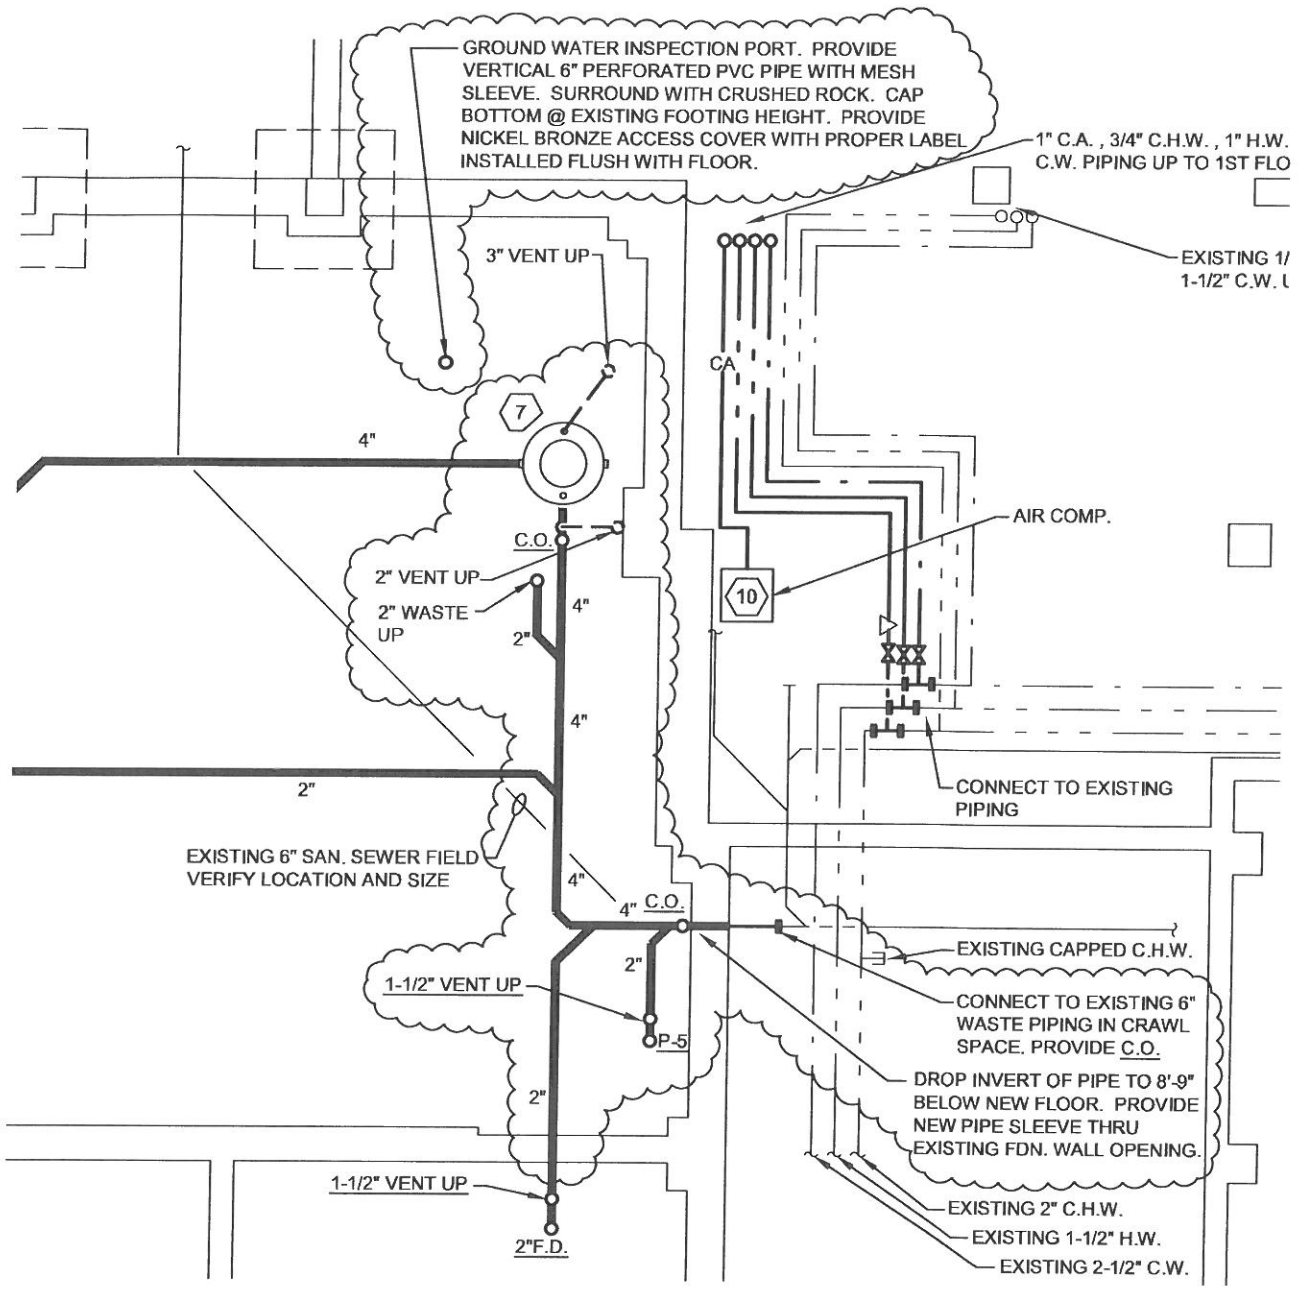 GROUND WATER INSPECTION PORT. PROVIDE
VERTICAL 6" PERFORATED PVC PIPE WITH MESH
SLEEVE. SURROUND WITH CRUSHED ROCK. CAP
BOTTOM @ EXISTING FOOTING HEIGHT. PROVIDE
NICKEL BRONZE ACCESS COVER WITH PROPER LABEL
INSTALLED FLUSH WITH FLOOR.
1" C.A. , 3/4" C.H.W. , 1" H.W.
C.W. PIPING UP TO 1ST FLO
3" VENT UP
EXISTING 1/
1-1/2" C.W. U
CA
7
4"
AIR COMP.
C.O.
2" VENT UP
10
4"
2" WASTE
UP
2"
4"
2"
CONNECT TO EXISTING
PIPING
EXISTING 6" SAN. SEWER FIELD
VERIFY LOCATION AND SIZE
4"
4"
C.O.
2"
EXISTING CAPPED C.H.W.
1-1/2" VENT UP
CONNECT TO EXISTING 6"
WASTE PIPING IN CRAWL
SPACE. PROVIDE C.O.
P-5
DROP INVERT OF PIPE TO 8'-9"
BELOW NEW FLOOR. PROVIDE
NEW PIPE SLEEVE THRU
EXISTING FDN. WALL OPENING.
2"
1-1/2" VENT UP
EXISTING 2" C.H.W.
EXISTING 1-1/2" H.W.
2"F.D.
EXISTING 2-1/2" C.W.